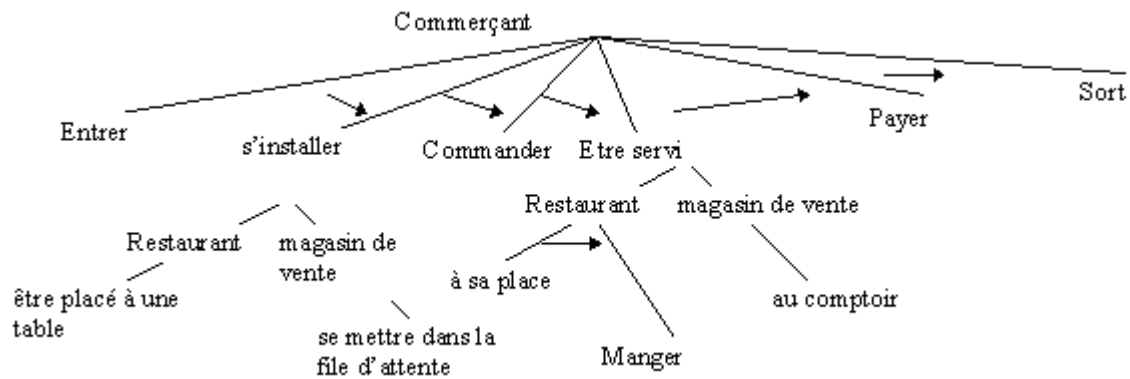 Commerçant
Entrer
s'installer
Commander
Etre servi
Payer
Sort
Restaurant
magasin de
vente
Restaurant
magasin de vente
être placé à une
table
se mettre dans la
file d'attente
à sa place
Manger
au comptoir